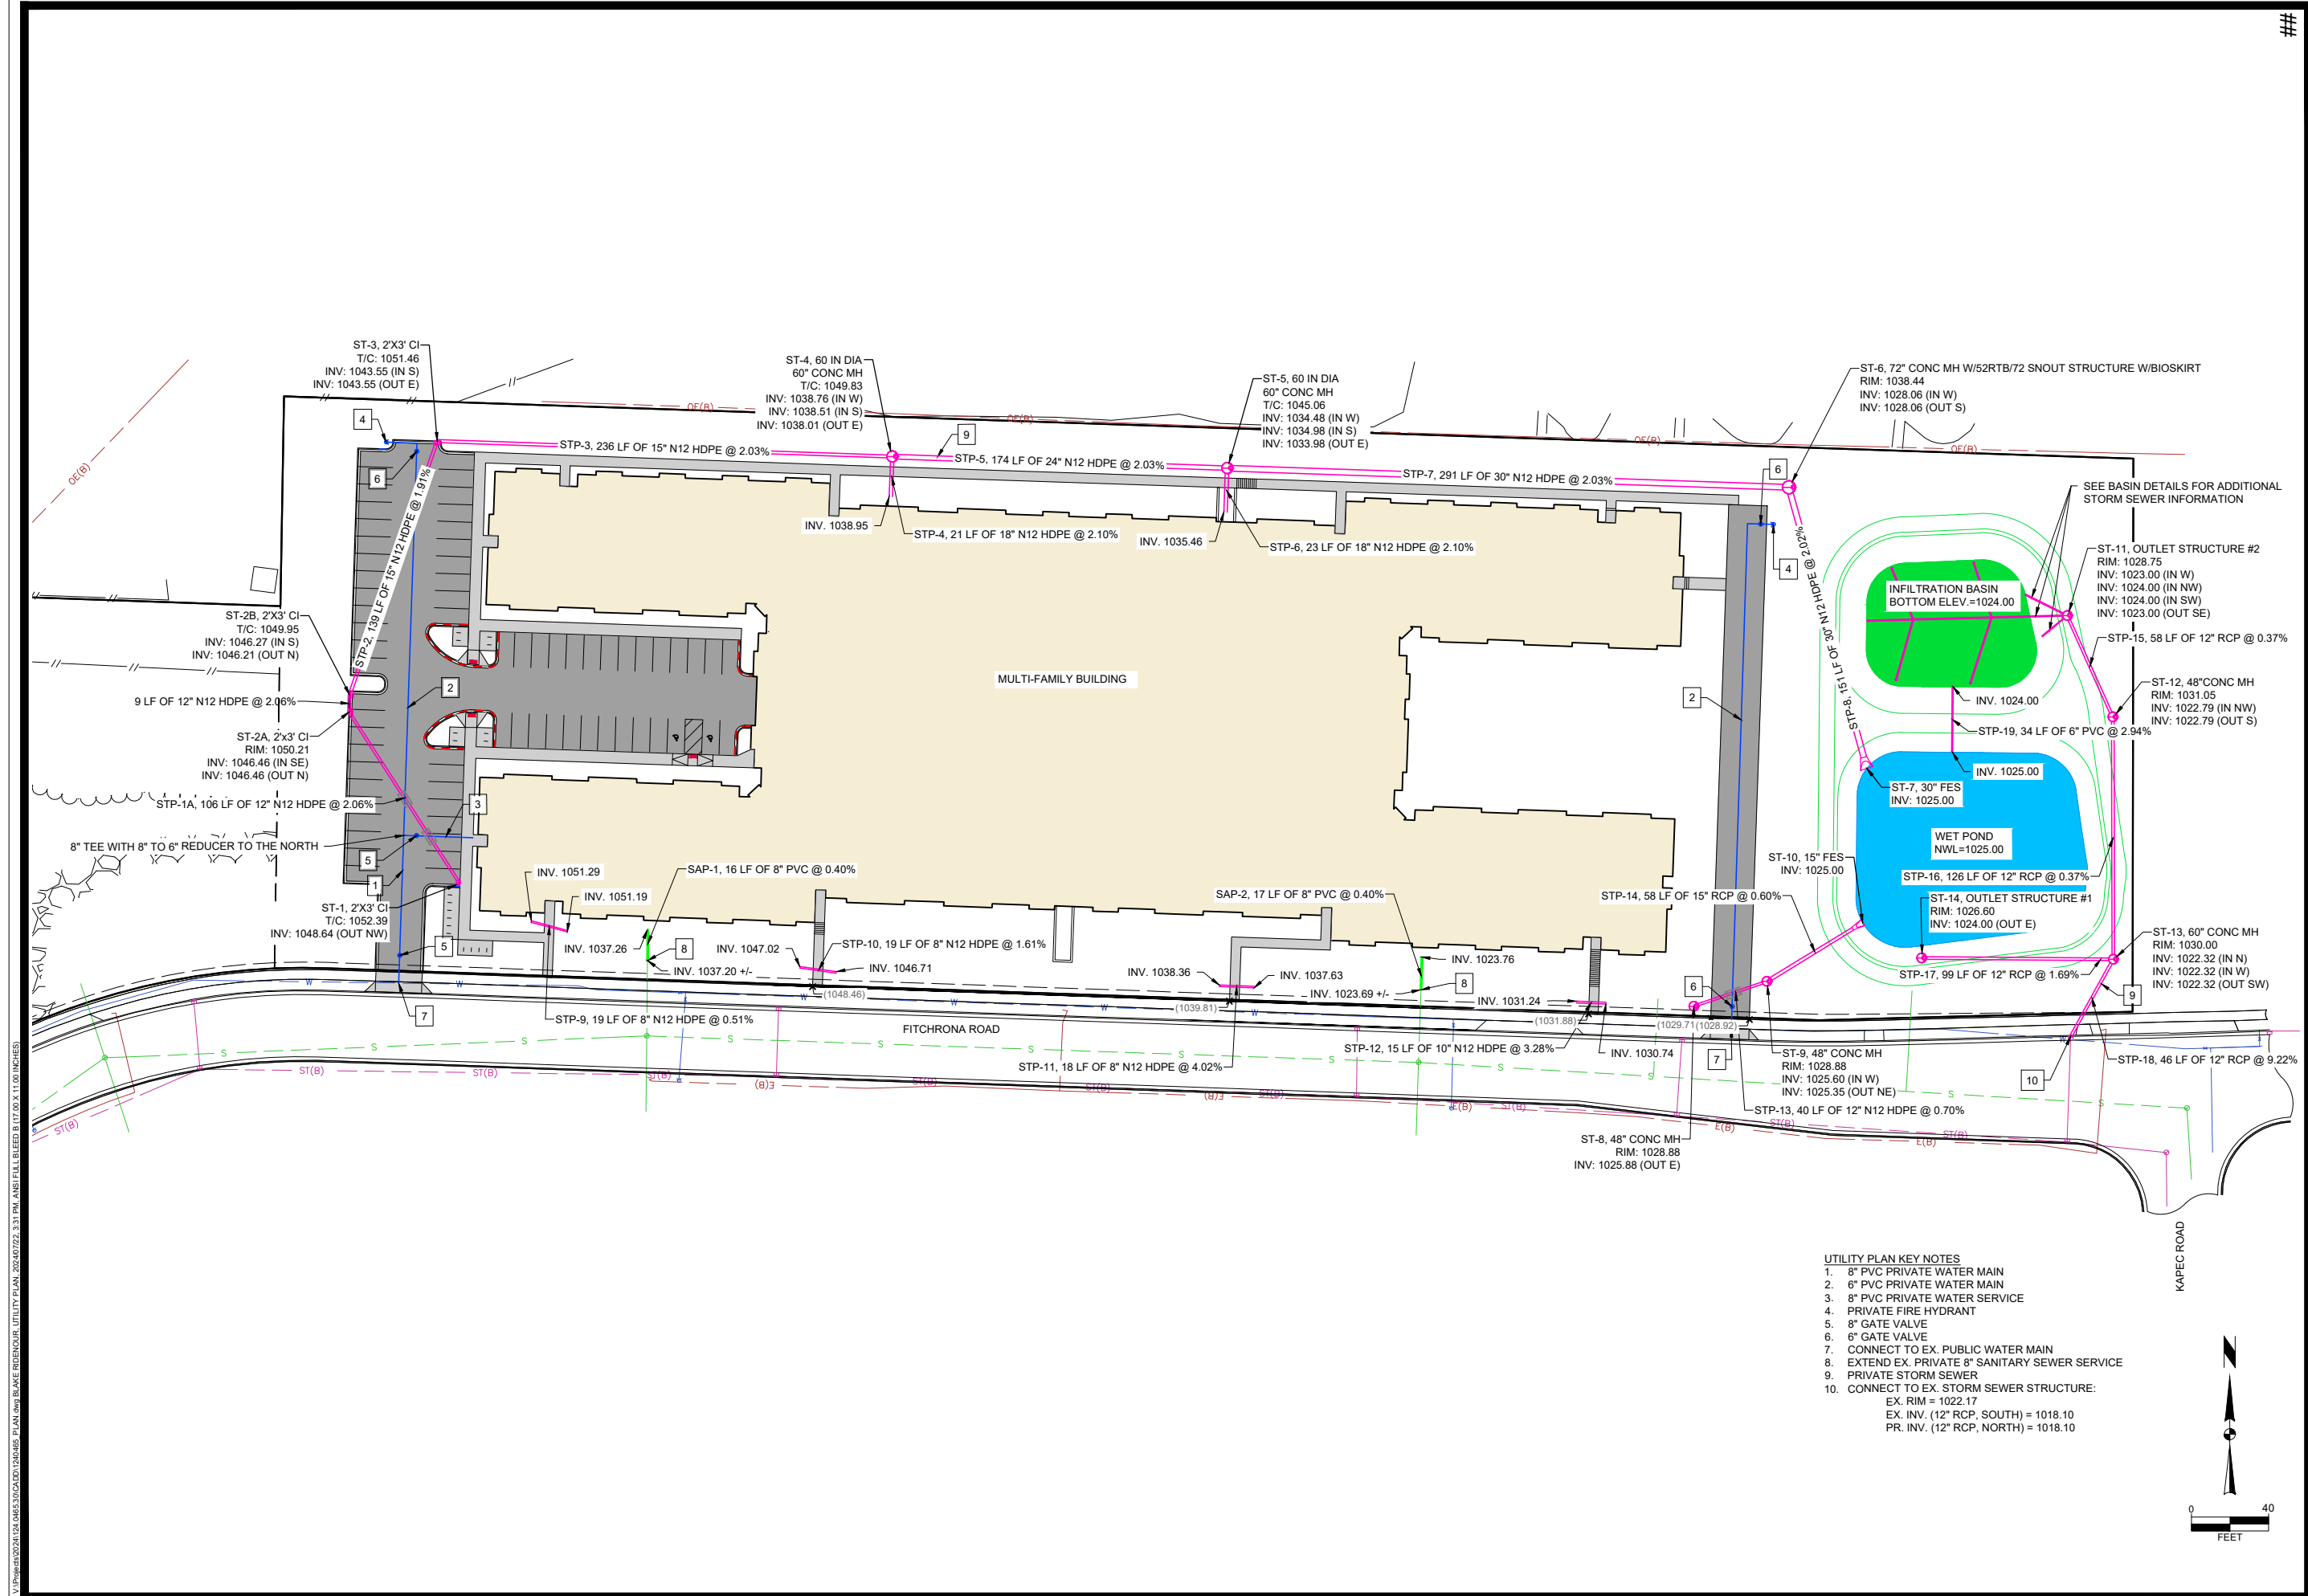 ST-3, 2'X3' CI
T/C: 1051.46
INV: 1043.55 (IN S)
INV: 1043.55 (OUT E)
ST-4, 60 IN DIA
60" CONC MH
T/C: 1049.83
INV: 1038.76 (IN W)
INV: 1038.51 (IN S)
INV: 1038.01 (OUT E)
ST-5, 60 IN DIA
60" CONC MH
T/C: 1045.06
INV: 1034.48 (IN W)
INV: 1034.98 (IN S)
INV: 1033.98 (OUT E)
ST-6, 72" CONC MH W/52RTB/72 SNOUT STRUCTURE W/BIOSKIRT
RIM: 1038.44
INV: 1028.06 (IN W)
INV: 1028.06 (OUT S)
OE(B)
OE(B)
OE(B)
OE(B)
OE(B)
4
6
9
6
4
STP-3, 236 LF OF 15" N12 HDPE @ 2.03%
STP-5, 174 LF OF 24" N12 HDPE @ 2.03%
STP-7, 291 LF OF 30" N12 HDPE @ 2.03%
STP-2, 139 LF OF 15" N12 HDPE @ 1.91%
STP-8, 151 LF OF 30" N12 HDPE @ 2.02%
INV. 1038.95
STP-4, 21 LF OF 18" N12 HDPE @ 2.10%
INV. 1035.46
STP-6, 23 LF OF 18" N12 HDPE @ 2.10%
SEE BASIN DETAILS FOR ADDITIONAL
STORM SEWER INFORMATION
ST-11, OUTLET STRUCTURE #2
RIM: 1028.75
INV: 1023.00 (IN W)
INV: 1024.00 (IN NW)
INV: 1024.00 (IN SW)
INV: 1023.00 (OUT SE)
INFILTRATION BASIN
BOTTOM ELEV.=1024.00
STP-15, 58 LF OF 12" RCP @ 0.37%
ST-2B, 2'X3' CI
T/C: 1049.95
INV: 1046.27 (IN S)
INV: 1046.21 (OUT N)
MULTI-FAMILY BUILDING
2
2
9 LF OF 12" N12 HDPE @ 2.06%
ST-12, 48"CONC MH
RIM: 1031.05
INV: 1022.79 (IN NW)
INV: 1022.79 (OUT S)
INV. 1024.00
STP-19, 34 LF OF 6" PVC @ 2.94%
INV. 1025.00
ST-2A, 2'x3' CI
RIM: 1050.21
INV: 1046.46 (IN SE)
INV: 1046.46 (OUT N)
ST-7, 30" FES
INV: 1025.00
STP-1A, 106 LF OF 12" N12 HDPE @ 2.06%
3
8" TEE WITH 8" TO 6" REDUCER TO THE NORTH
5
1
WET POND
NWL=1025.00
ST-10, 15" FES
INV: 1025.00
STP-16, 126 LF OF 12" RCP @ 0.37%
ST-1, 2'X3' CI
T/C: 1052.39
INV: 1048.64 (OUT NW)
5
INV. 1051.29
INV. 1051.19
SAP-1, 16 LF OF 8" PVC @ 0.40%
INV. 1037.26
8
INV. 1037.20 +/-
INV. 1047.02
STP-10, 19 LF OF 8" N12 HDPE @ 1.61%
INV. 1046.71
(1048.46)
SAP-2, 17 LF OF 8" PVC @ 0.40%
INV. 1038.36
INV. 1037.63
INV. 1023.76
8
INV. 1023.69 +/-
(1039.81)
INV. 1031.24
(1031.88)
STP-14, 58 LF OF 15" RCP @ 0.60%
ST-14, OUTLET STRUCTURE #1
RIM: 1026.60
INV: 1024.00 (OUT E)
STP-17, 99 LF OF 12" RCP @ 1.69%
ST-13, 60" CONC MH
RIM: 1030.00
INV: 1022.32 (IN N)
INV: 1022.32 (IN W)
INV: 1022.32 (OUT SW)
9
6
(1029.71)
(1028.92)
7
STP-9, 19 LF OF 8" N12 HDPE @ 0.51%
FITCHRONA ROAD
STP-11, 18 LF OF 8" N12 HDPE @ 4.02%
STP-12, 15 LF OF 10" N12 HDPE @ 3.28%
INV. 1030.74
7
ST-9, 48" CONC MH
RIM: 1028.88
INV: 1025.60 (IN W)
INV: 1025.35 (OUT NE)
STP-13, 40 LF OF 12" N12 HDPE @ 0.70%
ST-8, 48" CONC MH
RIM: 1028.88
INV: 1025.88 (OUT E)
10
STP-18, 46 LF OF 12" RCP @ 9.22%
W W W W W
S S S S S S S S S S
ST(B) ST(B) ST(B) ST(B) ST(B) ST(B) ST(B) ST(B) ST(B)
E(B) E(B) E(B) E(B) E(B)
KAPEC ROAD
UTILITY PLAN KEY NOTES
1. 8" PVC PRIVATE WATER MAIN
2. 6" PVC PRIVATE WATER MAIN
3. 8" PVC PRIVATE WATER SERVICE
4. PRIVATE FIRE HYDRANT
5. 8" GATE VALVE
6. 6" GATE VALVE
7. CONNECT TO EX. PUBLIC WATER MAIN
8. EXTEND EX. PRIVATE 8" SANITARY SEWER SERVICE
9. PRIVATE STORM SEWER
10. CONNECT TO EX. STORM SEWER STRUCTURE:
EX. RIM = 1022.17
EX. INV. (12" RCP, SOUTH) = 1018.10
PR. INV. (12" RCP, NORTH) = 1018.10
N
0 40
FEET
##